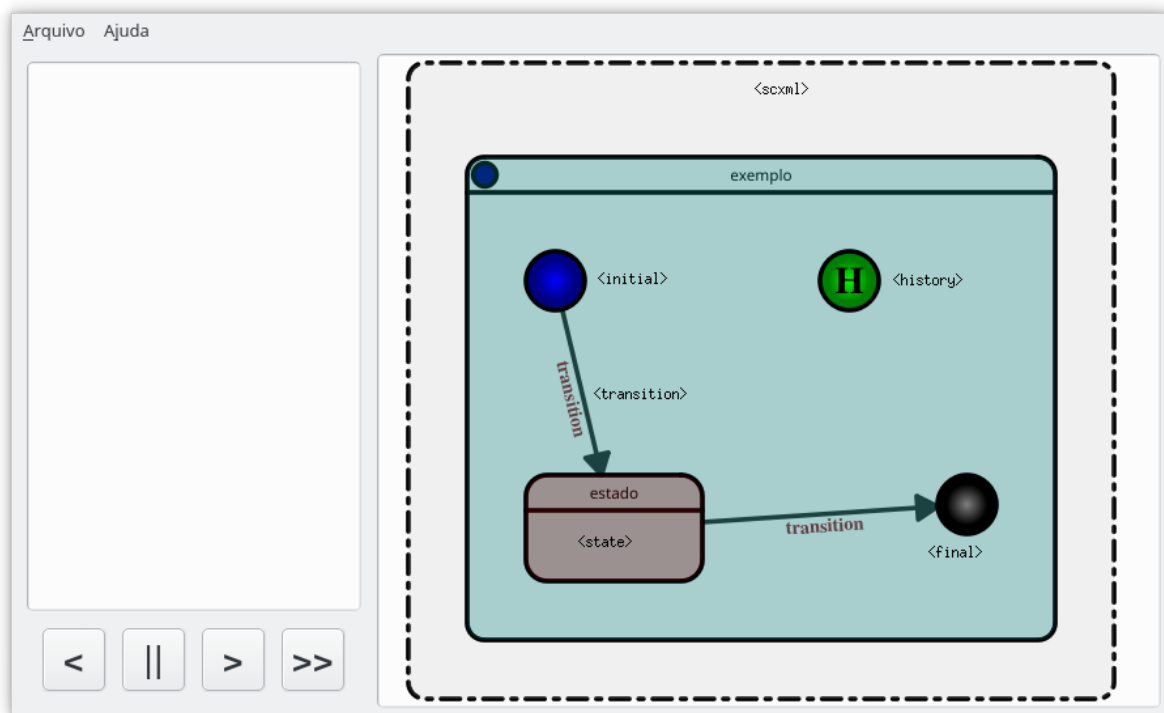 Arquivo Ajuda
<scxml>
exemplo
<initial>
H
<history>
transition
<transition>
estado
<state>
transition
<final>
< || > >>